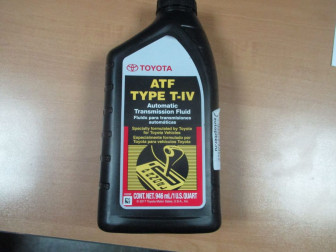 TOYOTA
ATF
TYPE T-IV
Automatic
Transmission Fluid
Fluido para transmisiones
automáticas
Specially formulated by Toyota
for Toyota Vehicles
Especialmente formulado por
Toyota para vehículos Toyota
CONT. NET. 946 mL/1 U.S. QUART